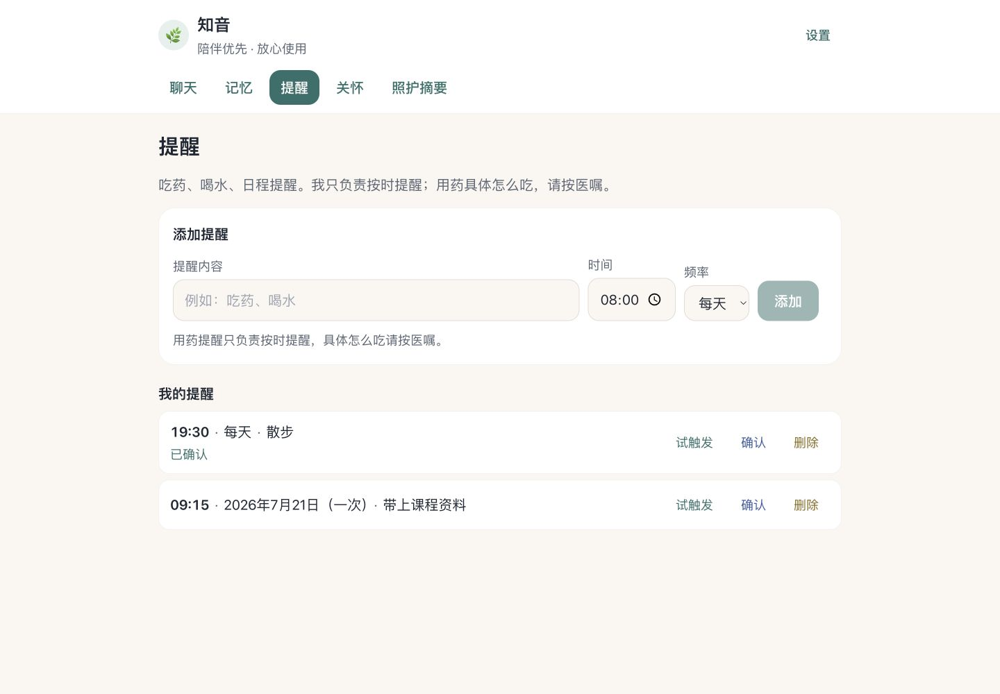 知音
陪伴优先 · 放心使用
设置
聊天 记忆 提醒 关怀 照护摘要
提醒
吃药、喝水、日程提醒。我只负责按时提醒；用药具体怎么吃，请按医嘱。
添加提醒
提醒内容 时间 频率
例如：吃药、喝水 08:00 每天 添加
用药提醒只负责按时提醒，具体怎么吃请按医嘱。
我的提醒
19:30 · 每天 · 散步
已确认
试触发 确认 删除
09:15 · 2026年7月21日（一次）· 带上课程资料 试触发 确认 删除